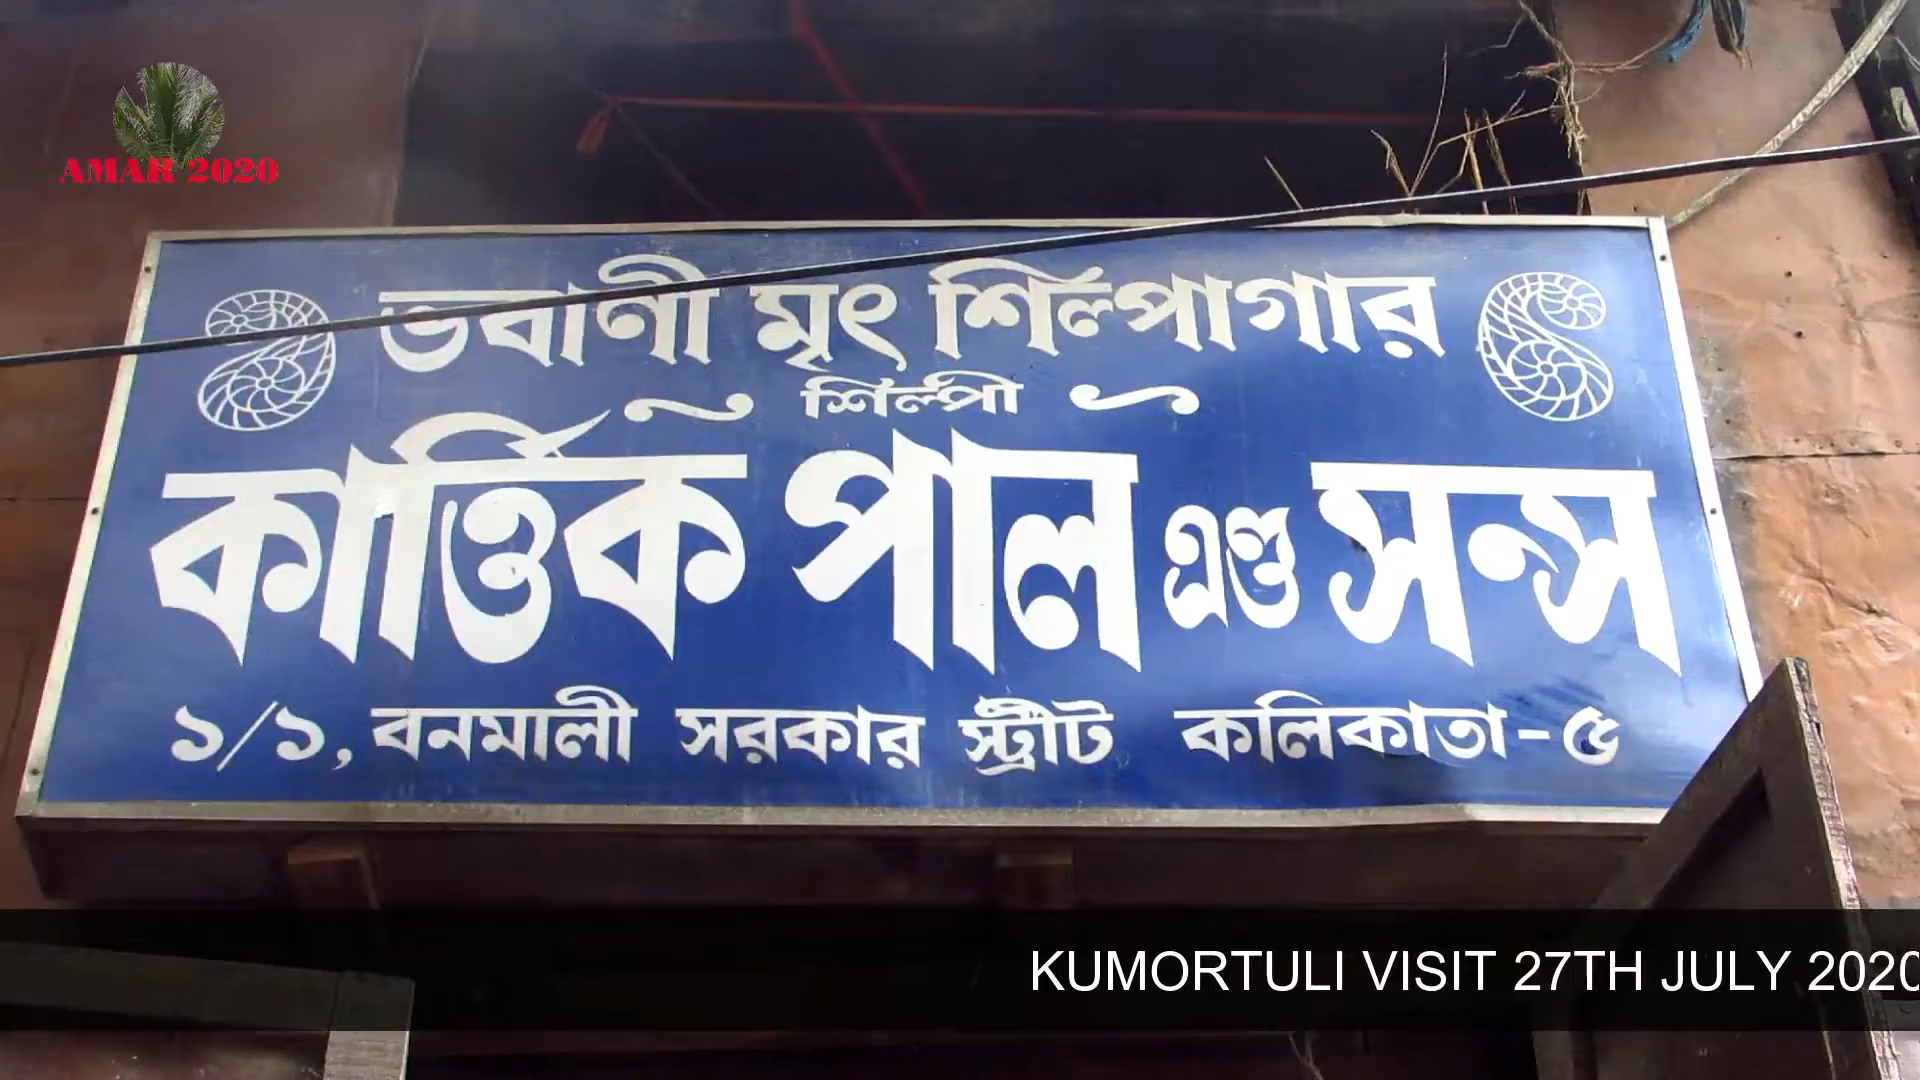 AMAR 2020
ভবাণী মৃৎ শিল্পাগার
শিল্পী
কার্ত্তিক পাল এণ্ড সন্স
১/১, বনমালী সরকার স্ট্রীট কলিকাতা-৫
KUMORTULI VISIT 27TH JULY 2020